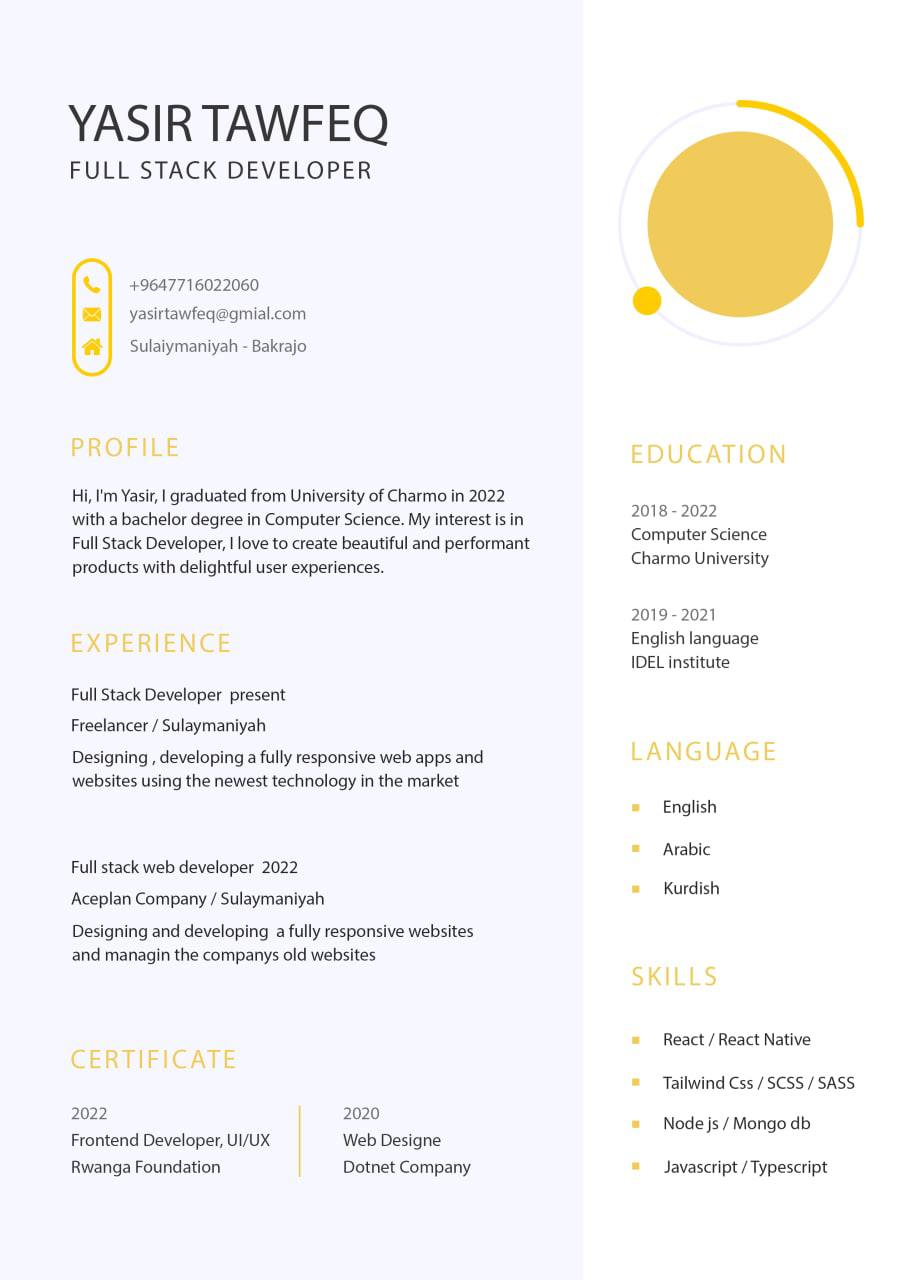 YASIR TAWFEQ
FULL STACK DEVELOPER
+9647716022060
yasirtawfeq@gmial.com
Sulaiymaniyah - Bakrajo
PROFILE
Hi, I'm Yasir, I graduated from University of Charmo in 2022
with a bachelor degree in Computer Science. My interest is in
Full Stack Developer, I love to create beautiful and performant
products with delightful user experiences.
EXPERIENCE
Full Stack Developer  present
Freelancer / Sulaymaniyah
Designing , developing a fully responsive web apps and
websites using the newest technology in the market
Full stack web developer  2022
Aceplan Company / Sulaymaniyah
Designing and developing  a fully responsive websites
and managin the companys old websites
CERTIFICATE
2022
Frontend Developer, UI/UX
Rwanga Foundation
2020
Web Designe
Dotnet Company
EDUCATION
2018 - 2022
Computer Science
Charmo University
2019 - 2021
English language
IDEL institute
LANGUAGE
English
Arabic
Kurdish
SKILLS
React / React Native
Tailwind Css / SCSS / SASS
Node js / Mongo db
Javascript / Typescript